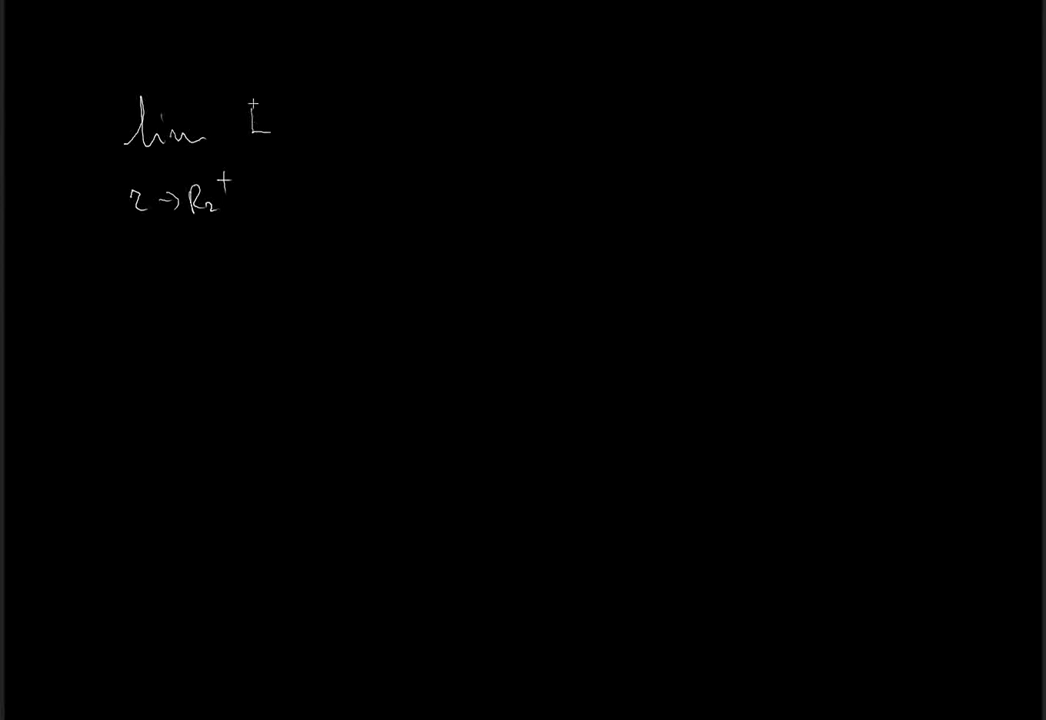 lim
r → R₂⁺